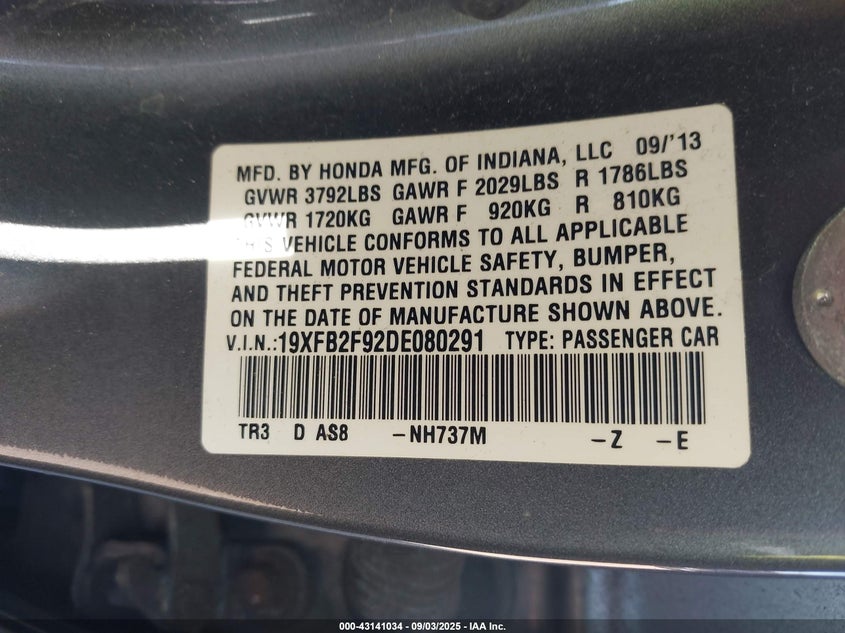 MFD. BY HONDA MFG. OF INDIANA, LLC 09/'13
GVWR 3792LBS GAWR F 2029LBS R 1786LBS
GVWR 1720KG GAWR F 920KG R 810KG
THIS VEHICLE CONFORMS TO ALL APPLICABLE
FEDERAL MOTOR VEHICLE SAFETY, BUMPER,
AND THEFT PREVENTION STANDARDS IN EFFECT
ON THE DATE OF MANUFACTURE SHOWN ABOVE.
V.I.N.:19XFB2F92DE080291 TYPE: PASSENGER CAR
TR3 D AS8 -NH737M -Z -E
000-43141034 - 09/03/2025 - IAA Inc.